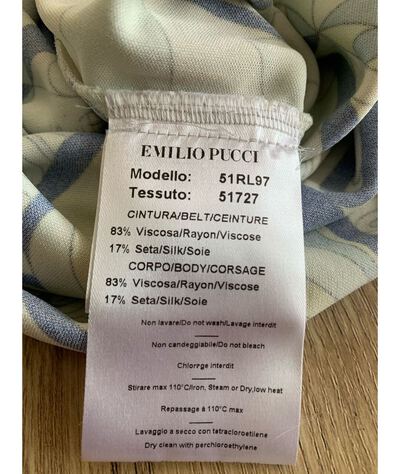 EMILIO PUCCI
Modello: 51RL97
Tessuto: 51727
CINTURA/BELT/CEINTURE
83% Viscosa/Rayon/Viscose
17% Seta/Silk/Soie
CORPO/BODY/CORSAGE
83% Viscosa/Rayon/Viscose
17% Seta/Silk/Soie
Non lavare/Do not wash/Lavage interdit
Non candeggiabile/Do not bleach
Chlorrge interdit
Stirare max 110°C/Iron, Steam or Dry,low heat
Repassage à 110°C max
Lavaggio a secco con tetracloroetilene
Dry clean with perchloroethylene